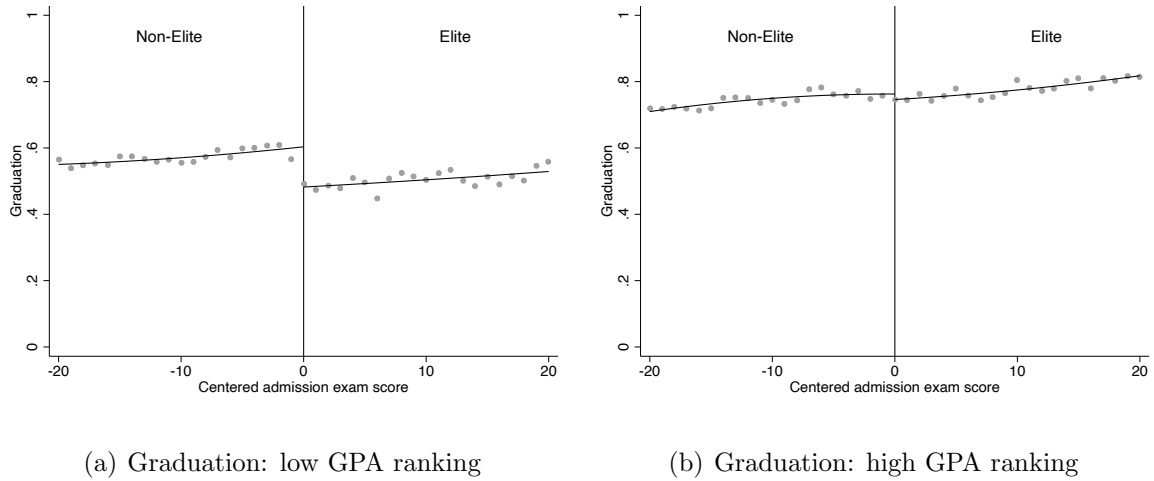 Non-Elite
Elite
Graduation
0
.2
.4
.6
.8
1
-20
-10
0
10
20
Centered admission exam score
(a) Graduation: low GPA ranking
Non-Elite
Elite
Graduation
0
.2
.4
.6
.8
1
-20
-10
0
10
20
Centered admission exam score
(b) Graduation: high GPA ranking